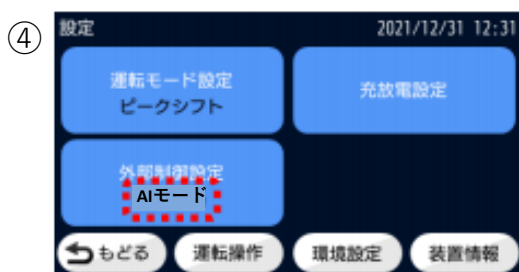 ④
設定 2021/12/31 12:31
運転モード設定 充放電設定
ピークシフト
外部制御設定
AIモード
もどる 運転操作 環境設定 装置情報